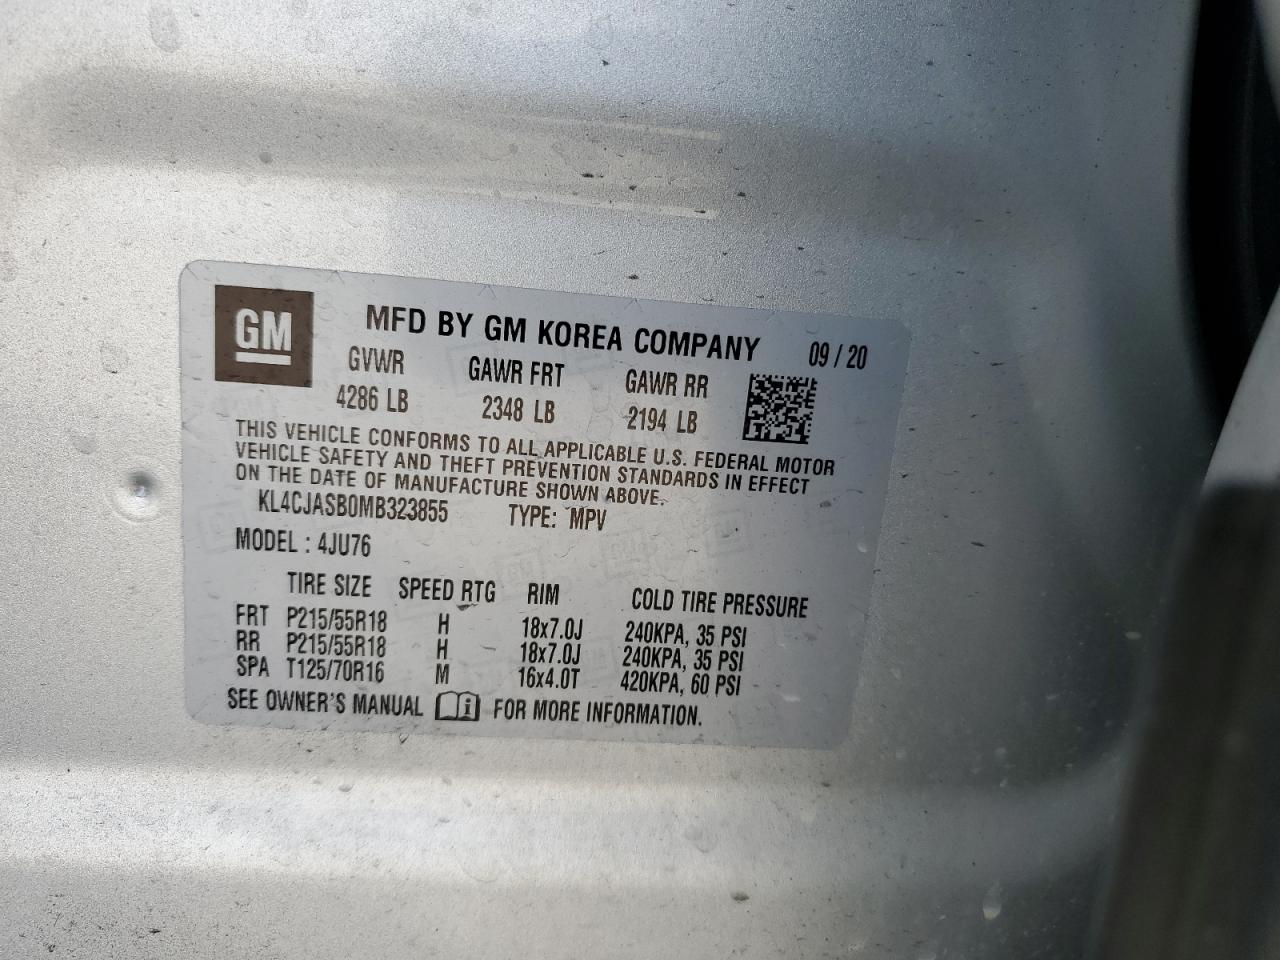 GM
MFD BY GM KOREA COMPANY 09 / 20
GVWR GAWR FRT GAWR RR
4286 LB 2348 LB 2194 LB
THIS VEHICLE CONFORMS TO ALL APPLICABLE U.S. FEDERAL MOTOR
VEHICLE SAFETY AND THEFT PREVENTION STANDARDS IN EFFECT
ON THE DATE OF MANUFACTURE SHOWN ABOVE.
KL4CJASB0MB323855 TYPE: MPV
MODEL : 4JU76
TIRE SIZE SPEED RTG RIM COLD TIRE PRESSURE
FRT P215/55R18 H 18x7.0J 240KPA, 35 PSI
RR P215/55R18 H 18x7.0J 240KPA, 35 PSI
SPA T125/70R16 M 16x4.0T 420KPA, 60 PSI
SEE OWNER'S MANUAL i FOR MORE INFORMATION.